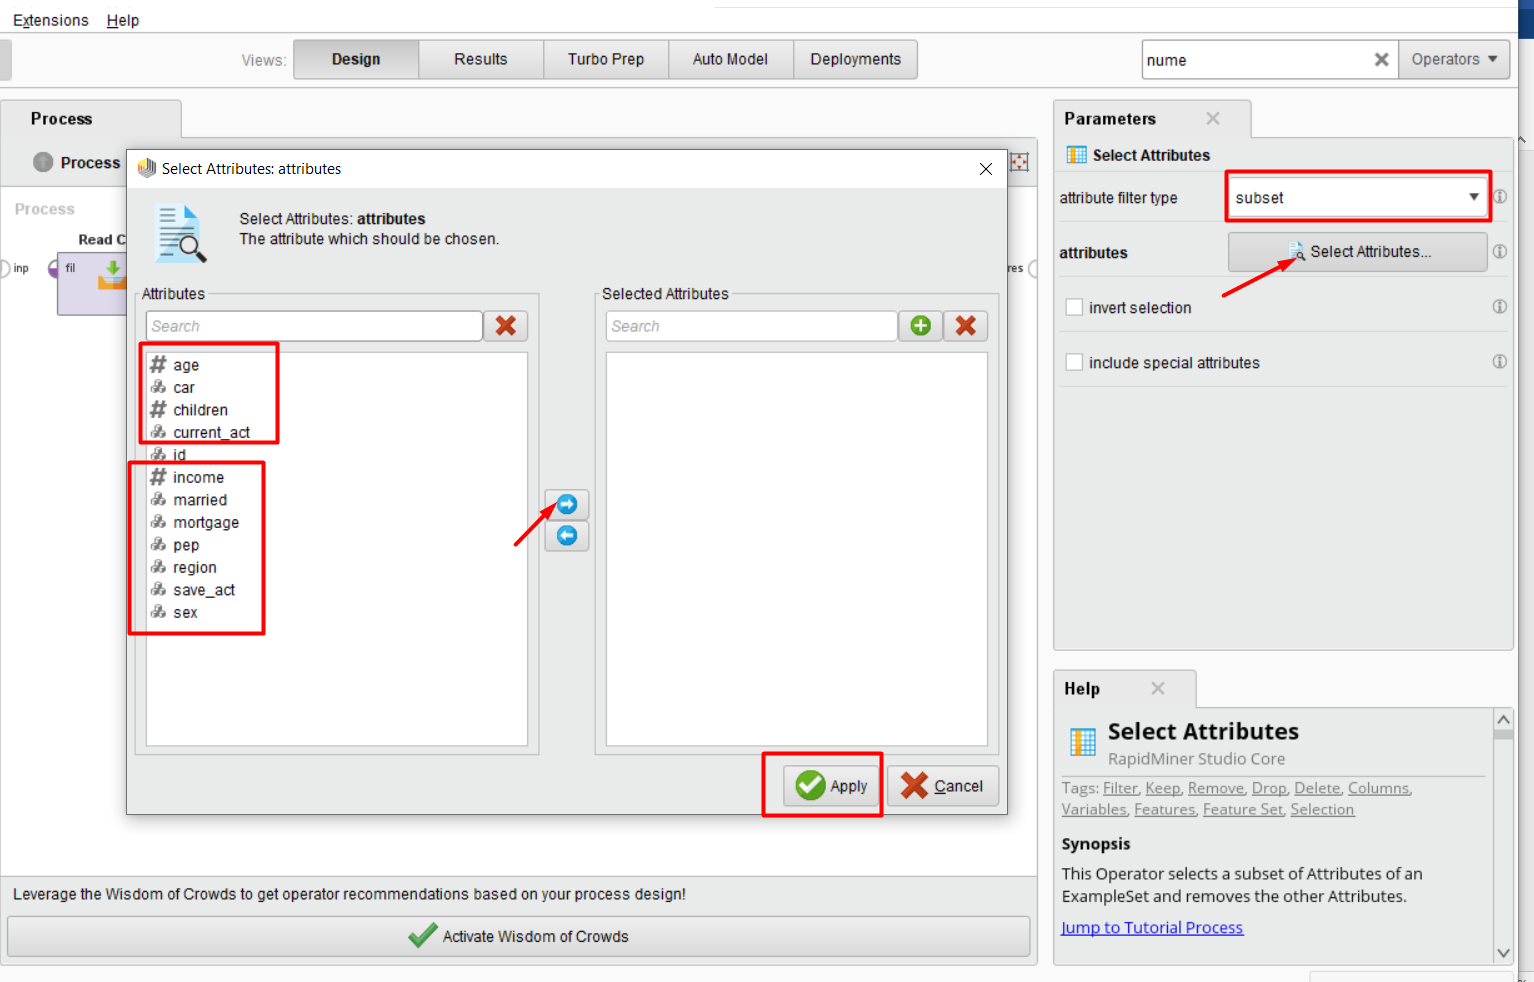 Extensions Help
Views: Design Results Turbo Prep Auto Model Deployments nume Operators
Process
Parameters
Process
Select Attributes: attributes
Select Attributes
Process
attribute filter type subset
Select Attributes: attributes
The attribute which should be chosen.
Read C
attributes Select Attributes...
inp fil
res
Attributes
Selected Attributes
invert selection
Search
Search
age
include special attributes
car
children
current_act
id
income
married
mortgage
pep
region
save_act
sex
Help
Select Attributes
RapidMiner Studio Core
Apply Cancel
Tags: Filter, Keep, Remove, Drop, Delete, Columns,
Variables, Features, Feature Set, Selection
Synopsis
This Operator selects a subset of Attributes of an
ExampleSet and removes the other Attributes.
Jump to Tutorial Process
Leverage the Wisdom of Crowds to get operator recommendations based on your process design!
Activate Wisdom of Crowds